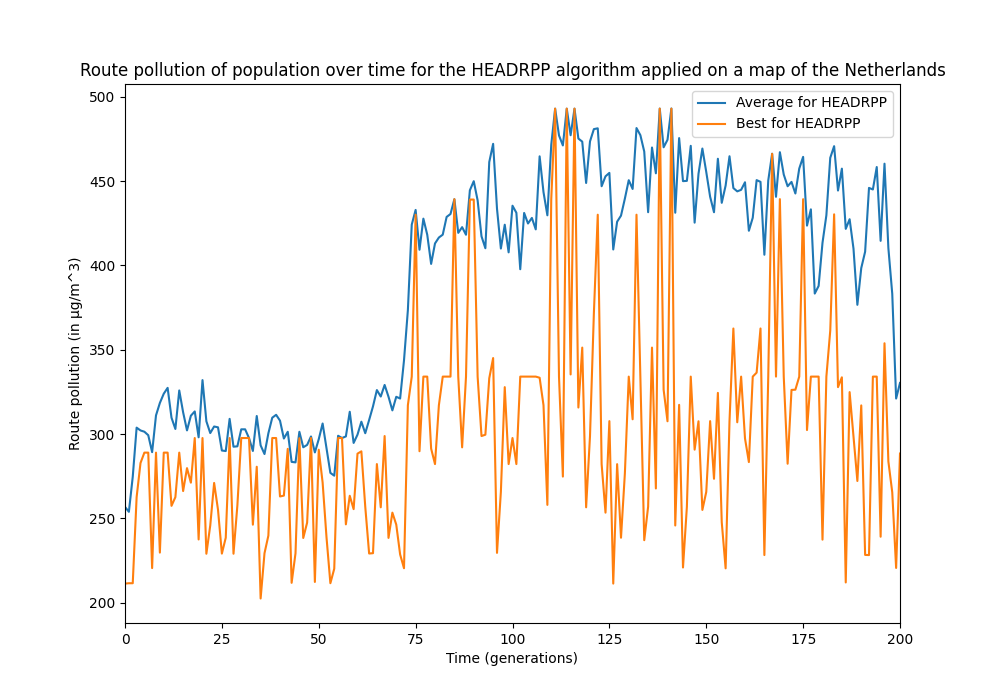 Route pollution of population over time for the HEADRPP algorithm applied on a map of the Netherlands
Average for HEADRPP
Best for HEADRPP
Route pollution (in µg/m^3)
500
450
400
350
300
250
200
0 25 50 75 100 125 150 175 200
Time (generations)